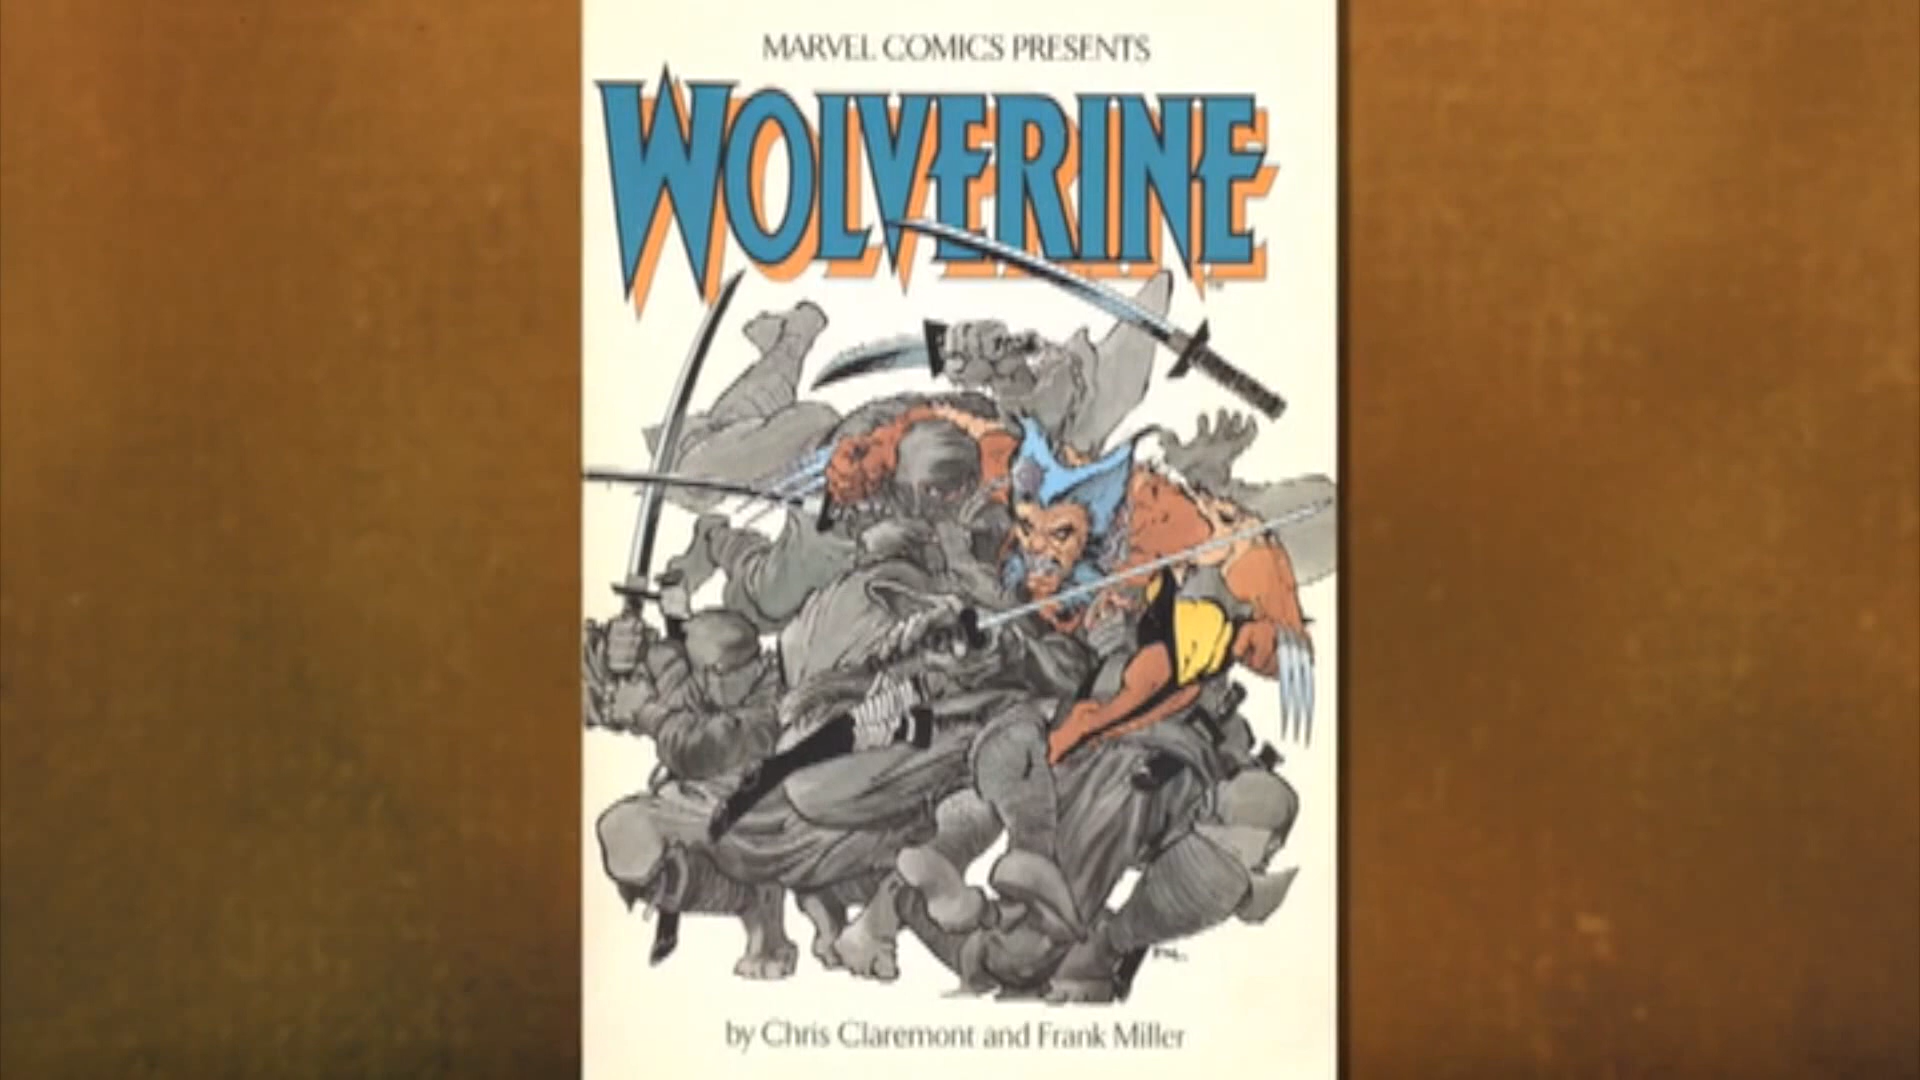 MARVEL COMICS PRESENTS
WOLVERINE
by Chris Claremont and Frank Miller